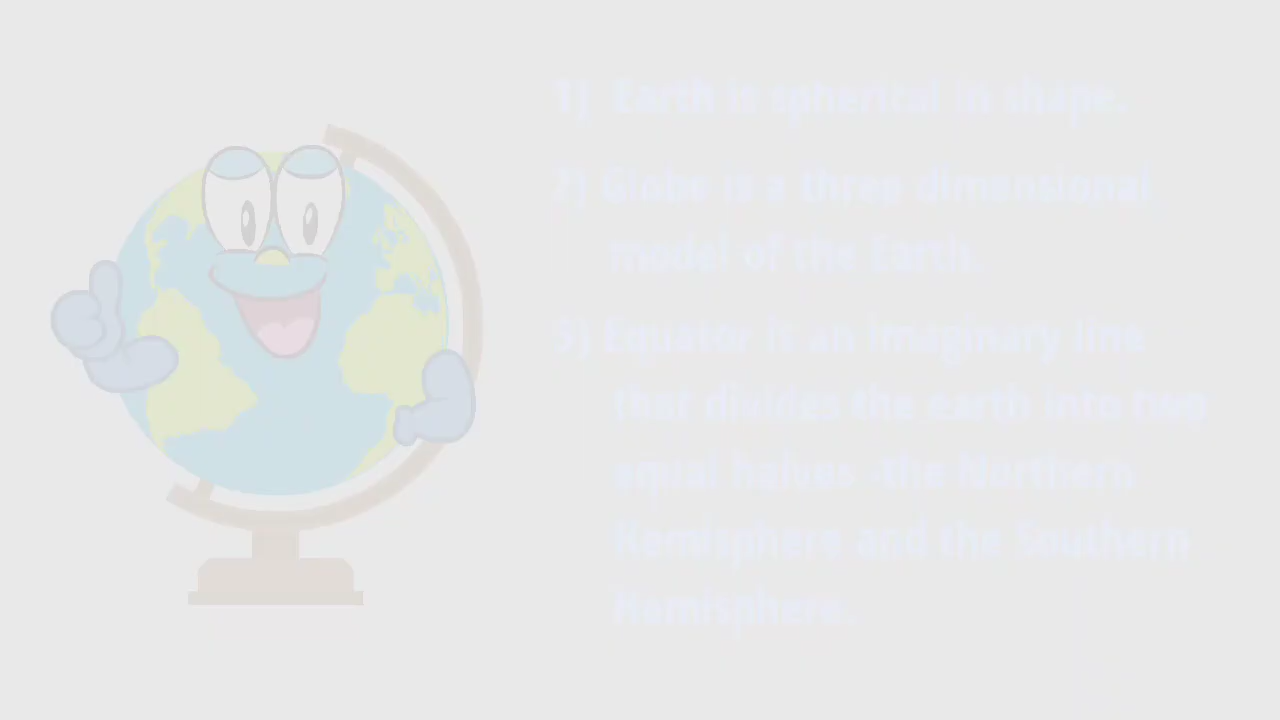 1) Earth is spherical in shape.
2) Globe is a three dimensional
model of the Earth.
3) Equator is an imaginary line
that divides the earth into two
equal halves -the Northern
Hemisphere and the Southern
Hemisphere.